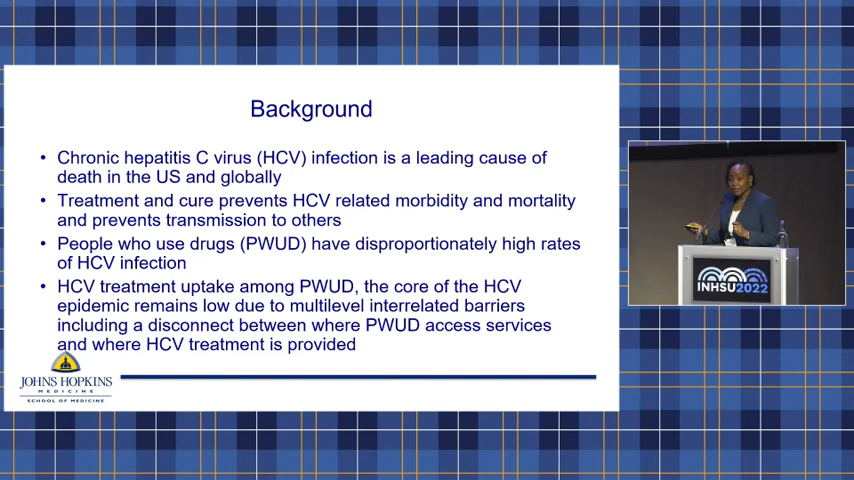 Background
• Chronic hepatitis C virus (HCV) infection is a leading cause of
death in the US and globally
• Treatment and cure prevents HCV related morbidity and mortality
and prevents transmission to others
• People who use drugs (PWUD) have disproportionately high rates
of HCV infection
• HCV treatment uptake among PWUD, the core of the HCV
epidemic remains low due to multilevel interrelated barriers
including a disconnect between where PWUD access services
and where HCV treatment is provided
JOHNS HOPKINS
MEDICINE
SCHOOL OF MEDICINE
INHSU2022